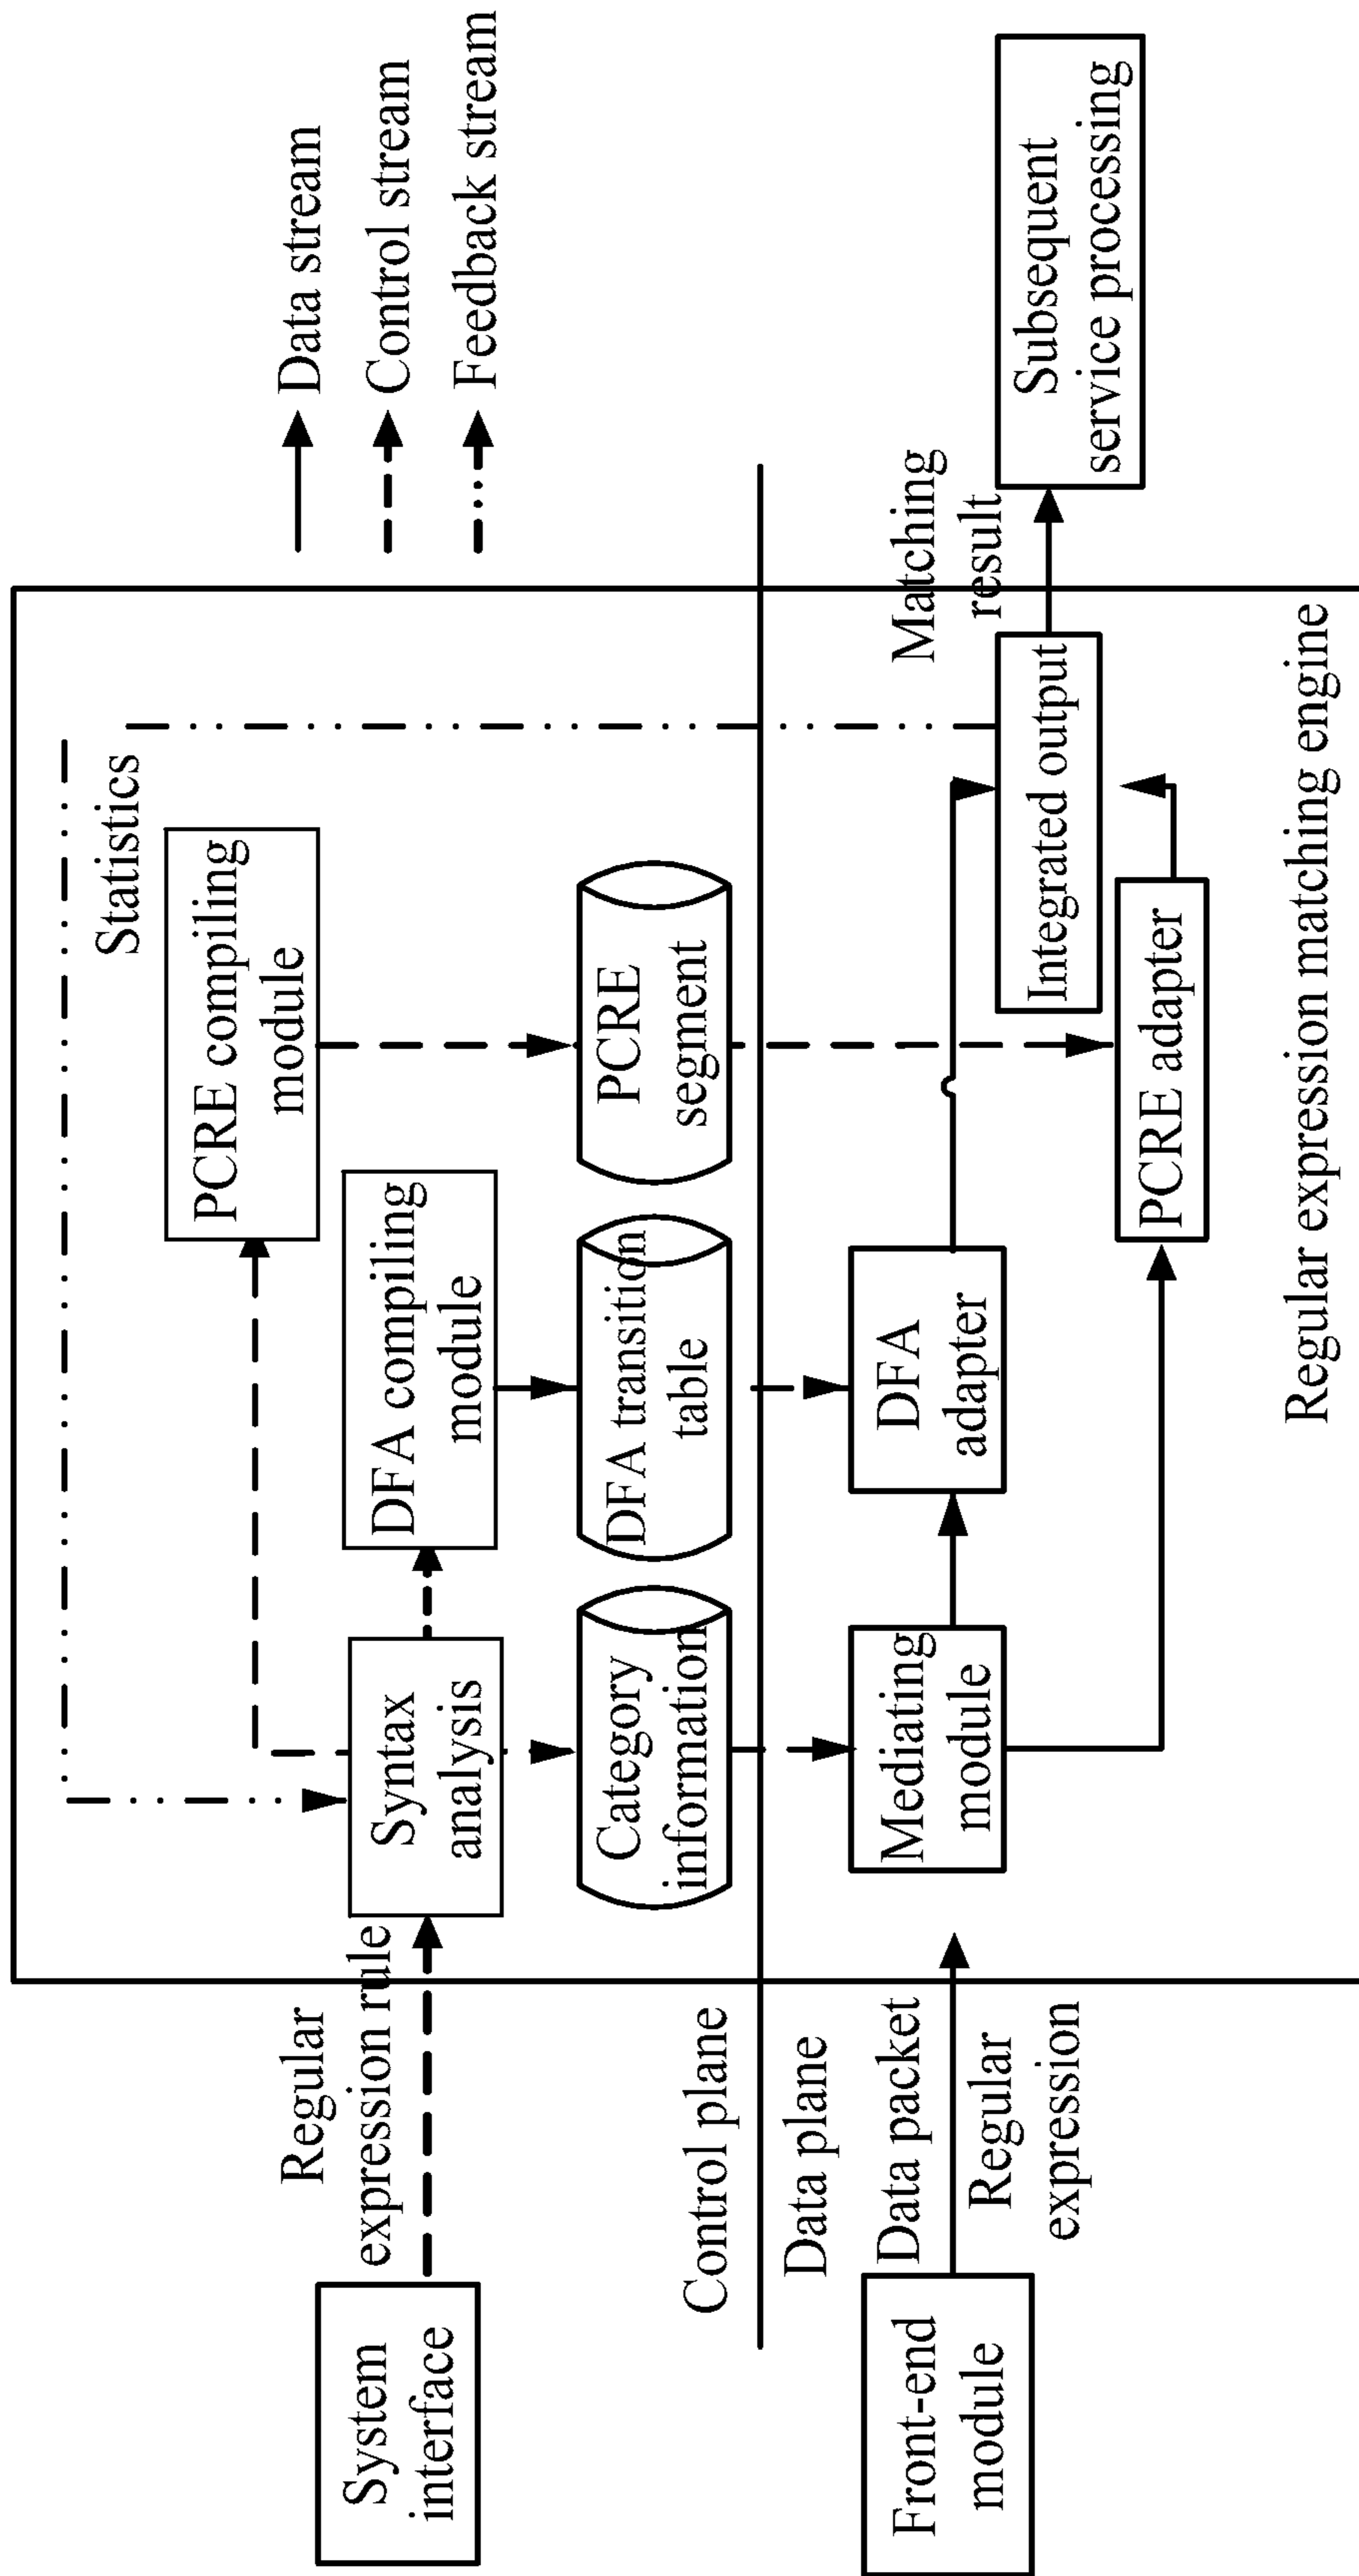 Data stream
Control stream
Feedback stream
Statistics
PCRE compiling
module
DFA compiling
module
Regular
expression rule
System
interface
Syntax
analysis
Category
information
DFA transition
table
PCRE
segment
Control plane
Data plane
Matching
result
Front-end
module
Data packet
Regular
expression
Mediating
module
DFA
adapter
Integrated output
Subsequent
service processing
PCRE adapter
Regular expression matching engine